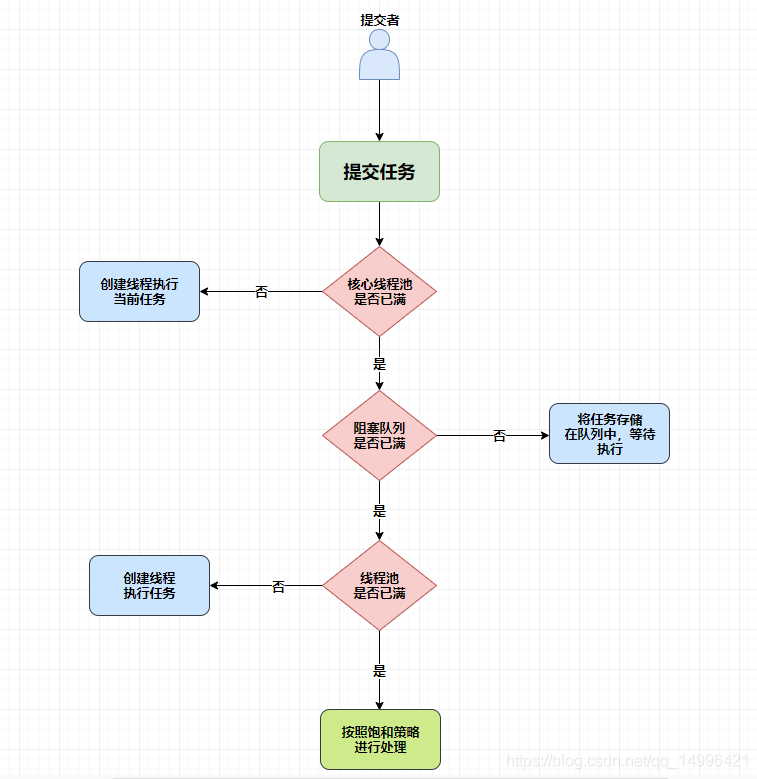 提交者
提交任务
核心线程池
是否已满
否
创建线程执行
当前任务
是
阻塞队列
是否已满
否
将任务存储
在队列中，等待
执行
是
线程池
是否已满
否
创建线程
执行任务
是
按照饱和策略
进行处理
https://blog.csdn.net/qq_14996421